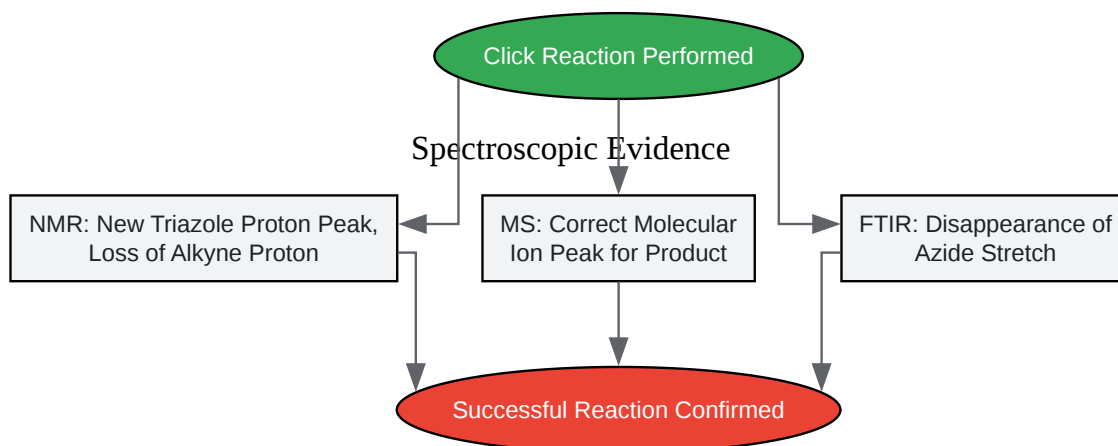 Click Reaction Performed
Spectroscopic Evidence
NMR: New Triazole Proton Peak,
Loss of Alkyne Proton
MS: Correct Molecular
Ion Peak for Product
FTIR: Disappearance of
Azide Stretch
Successful Reaction Confirmed